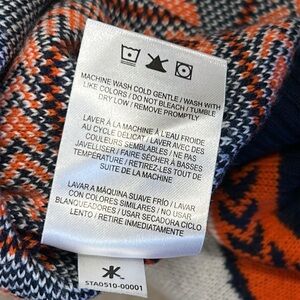 MACHINE WASH COLD GENTLE / WASH WITH
LIKE COLORS / DO NOT BLEACH / TUMBLE
DRY LOW / REMOVE PROMPTLY
LAVER À LA MACHINE À L'EAU FROIDE
AU CYCLE DELICAT / LAVER AVEC DES
COULEURS SEMBLABLES / NE PAS
JAVELLISER / FAIRE SÉCHER À BASSES
TEMPÉRATURE / RETIREZ-LES TOUT DE
SUITE DE LA MACHINE
LAVAR A MÁQUINA SUAVE FRÍO / LAVAR
CON COLORES SIMILARES / NO USAR
BLANQUEADORES / USAR SECADORA CICLO
LENTO / RETIRE INMEDIATAMENTE
STA0510-00001